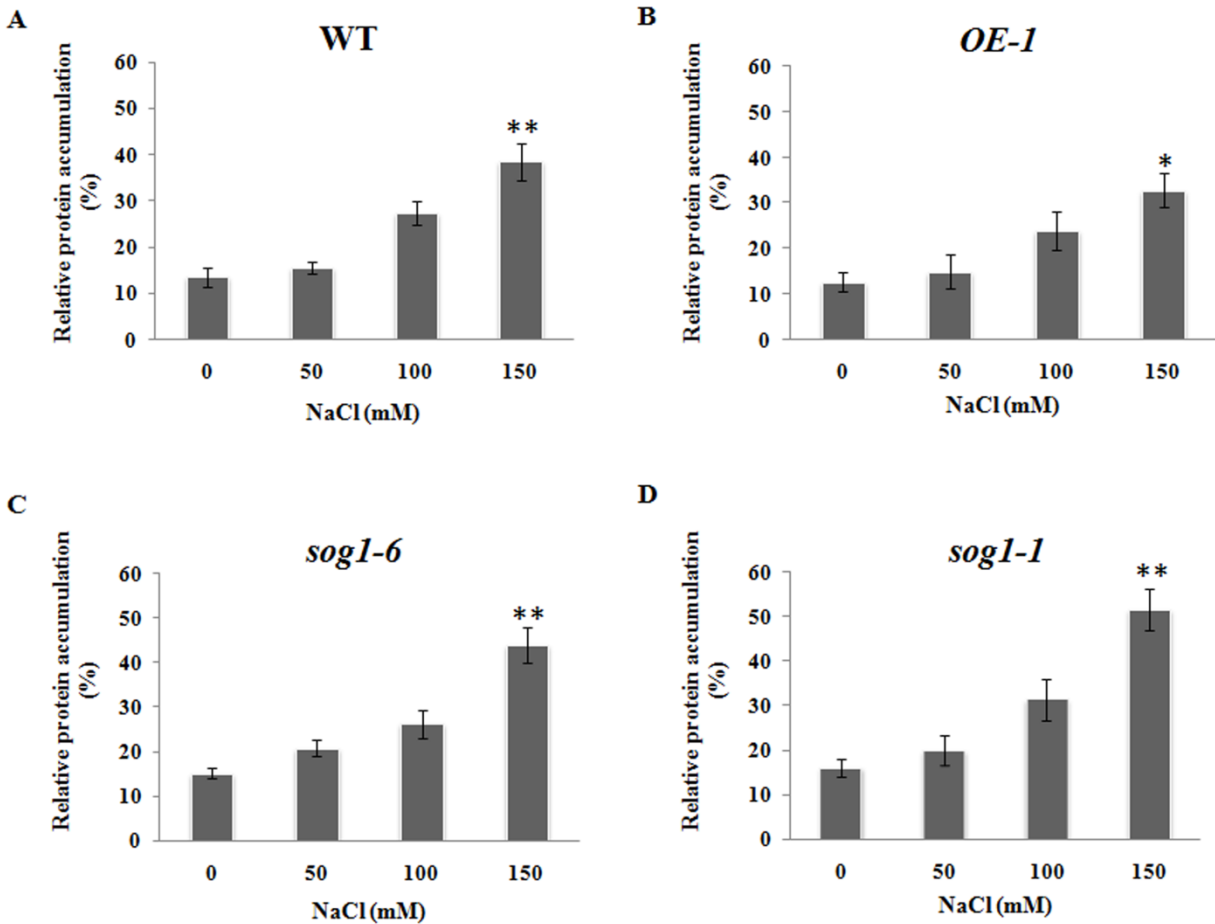 A
WT
Relative protein accumulation
(%)
60
50
40
30
20
10
0
**
0 50 100 150
NaCl (mM)
B
OE-1
Relative protein accumulation
(%)
60
50
40
30
20
10
0
*
0 50 100 150
NaCl (mM)
C
sog1-6
Relative protein accumulation
(%)
60
50
40
30
20
10
0
**
0 50 100 150
NaCl (mM)
D
sog1-1
Relative protein accumulation
(%)
60
50
40
30
20
10
0
**
0 50 100 150
NaCl (mM)